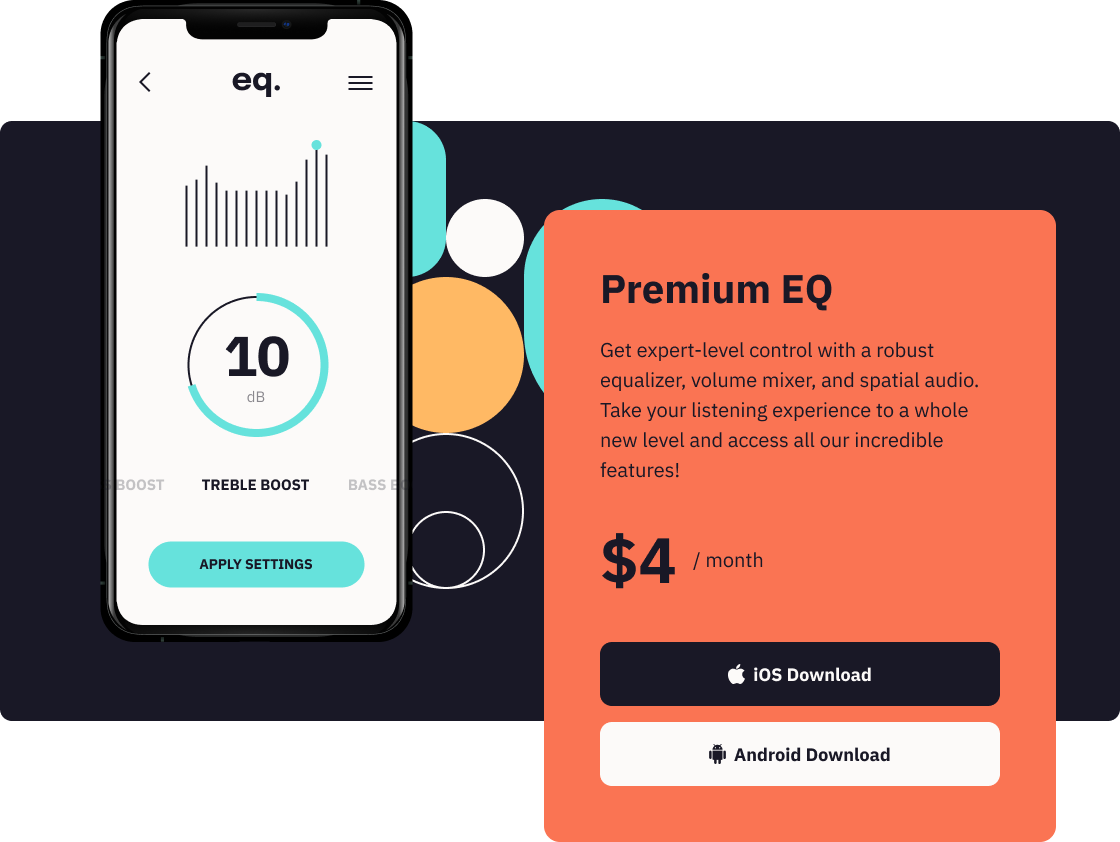 eq.
10
dB
BOOST TREBLE BOOST BASS
APPLY SETTINGS
Premium EQ
Get expert-level control with a robust
equalizer, volume mixer, and spatial audio.
Take your listening experience to a whole
new level and access all our incredible
features!
$4 / month
iOS Download
Android Download